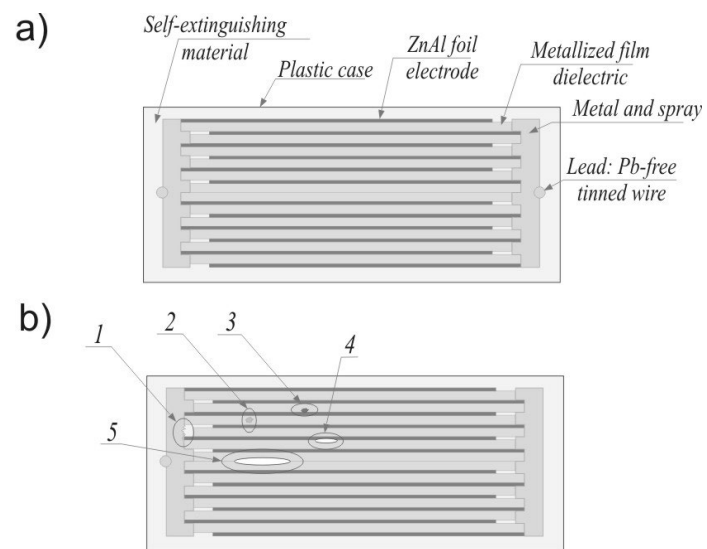 a)
Self-extinguishing
material
Plastic case
ZnAl foil
electrode
Metallized film
dielectric
Metal and spray
Lead: Pb-free
tinned wire
b)
1
2
3
4
5